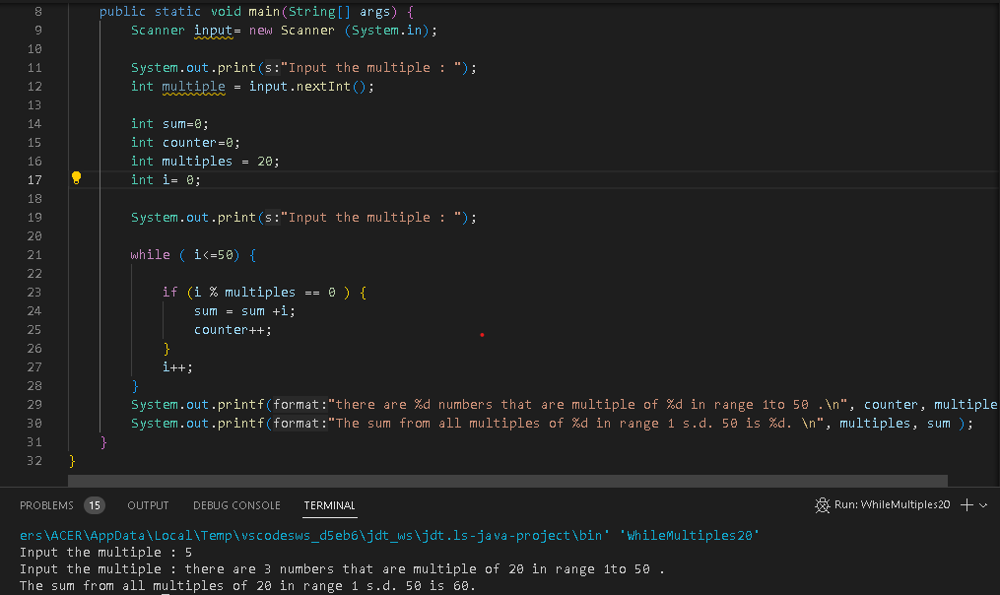 8 public static void main(String[] args) {
9 Scanner input= new Scanner (System.in);
10
11 System.out.print(s:"Input the multiple : ");
12 int multiple = input.nextInt();
13
14 int sum=0;
15 int counter=0;
16 int multiples = 20;
17 int i= 0;
18
19 System.out.print(s:"Input the multiple : ");
20
21 while ( i<=50) {
22
23 if (i % multiples == 0 ) {
24 sum = sum +i;
25 counter++;
26 }
27 i++;
28 }
29 System.out.printf(format:"there are %d numbers that are multiple of %d in range 1to 50 .\n", counter, multiple
30 System.out.printf(format:"The sum from all multiples of %d in range 1 s.d. 50 is %d. \n", multiples, sum );
31 }
32 }
PROBLEMS 15 OUTPUT DEBUG CONSOLE TERMINAL Run: WhileMultiples20
ers\ACER\AppData\Local\Temp\vscodesws_d5eb6\jdt_ws\jdt.ls-java-project\bin' 'WhileMultiples20'
Input the multiple : 5
Input the multiple : there are 3 numbers that are multiple of 20 in range 1to 50 .
The sum from all multiples of 20 in range 1 s.d. 50 is 60.